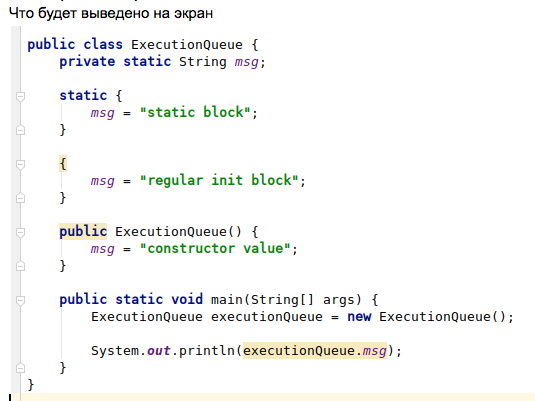 Что будет выведено на экран
public class ExecutionQueue {
private static String msg;
static {
msg = "static block";
}
{
msg = "regular init block";
}
public ExecutionQueue() {
msg = "constructor value";
}
public static void main(String[] args) {
ExecutionQueue executionQueue = new ExecutionQueue();
System.out.println(executionQueue.msg);
}
}